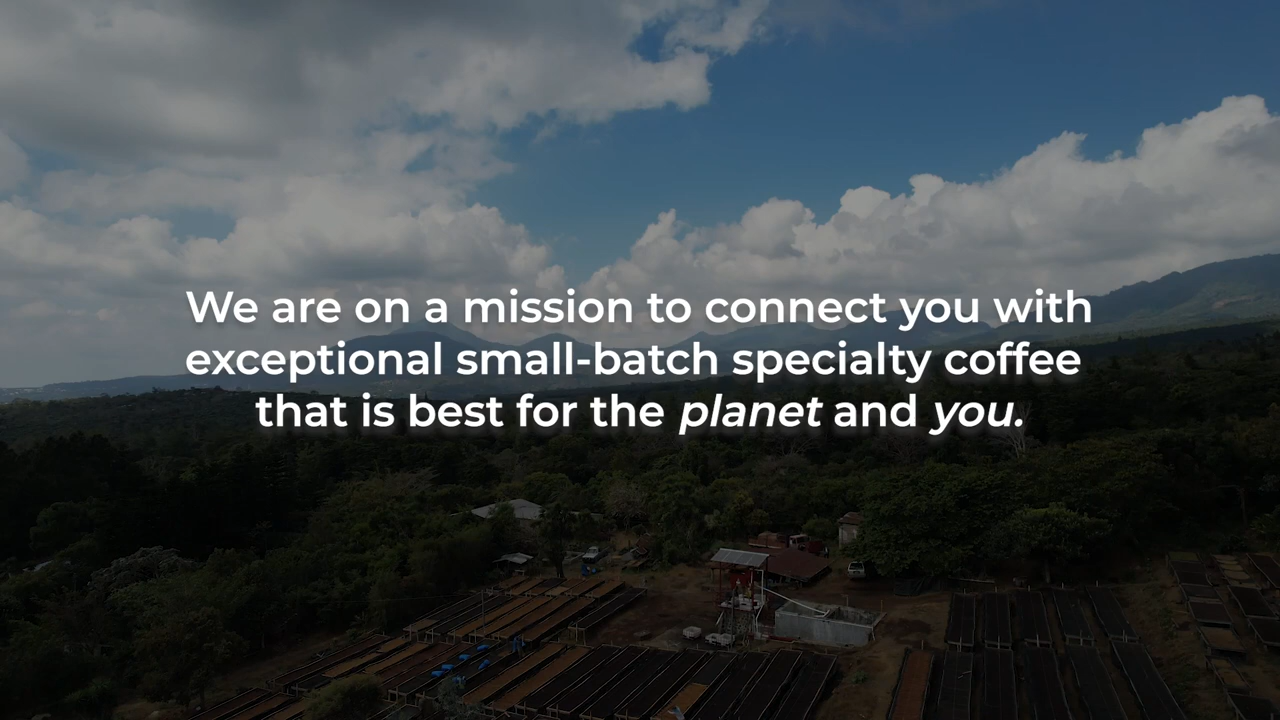 We are on a mission to connect you with
exceptional small-batch specialty coffee
that is best for the planet and you.